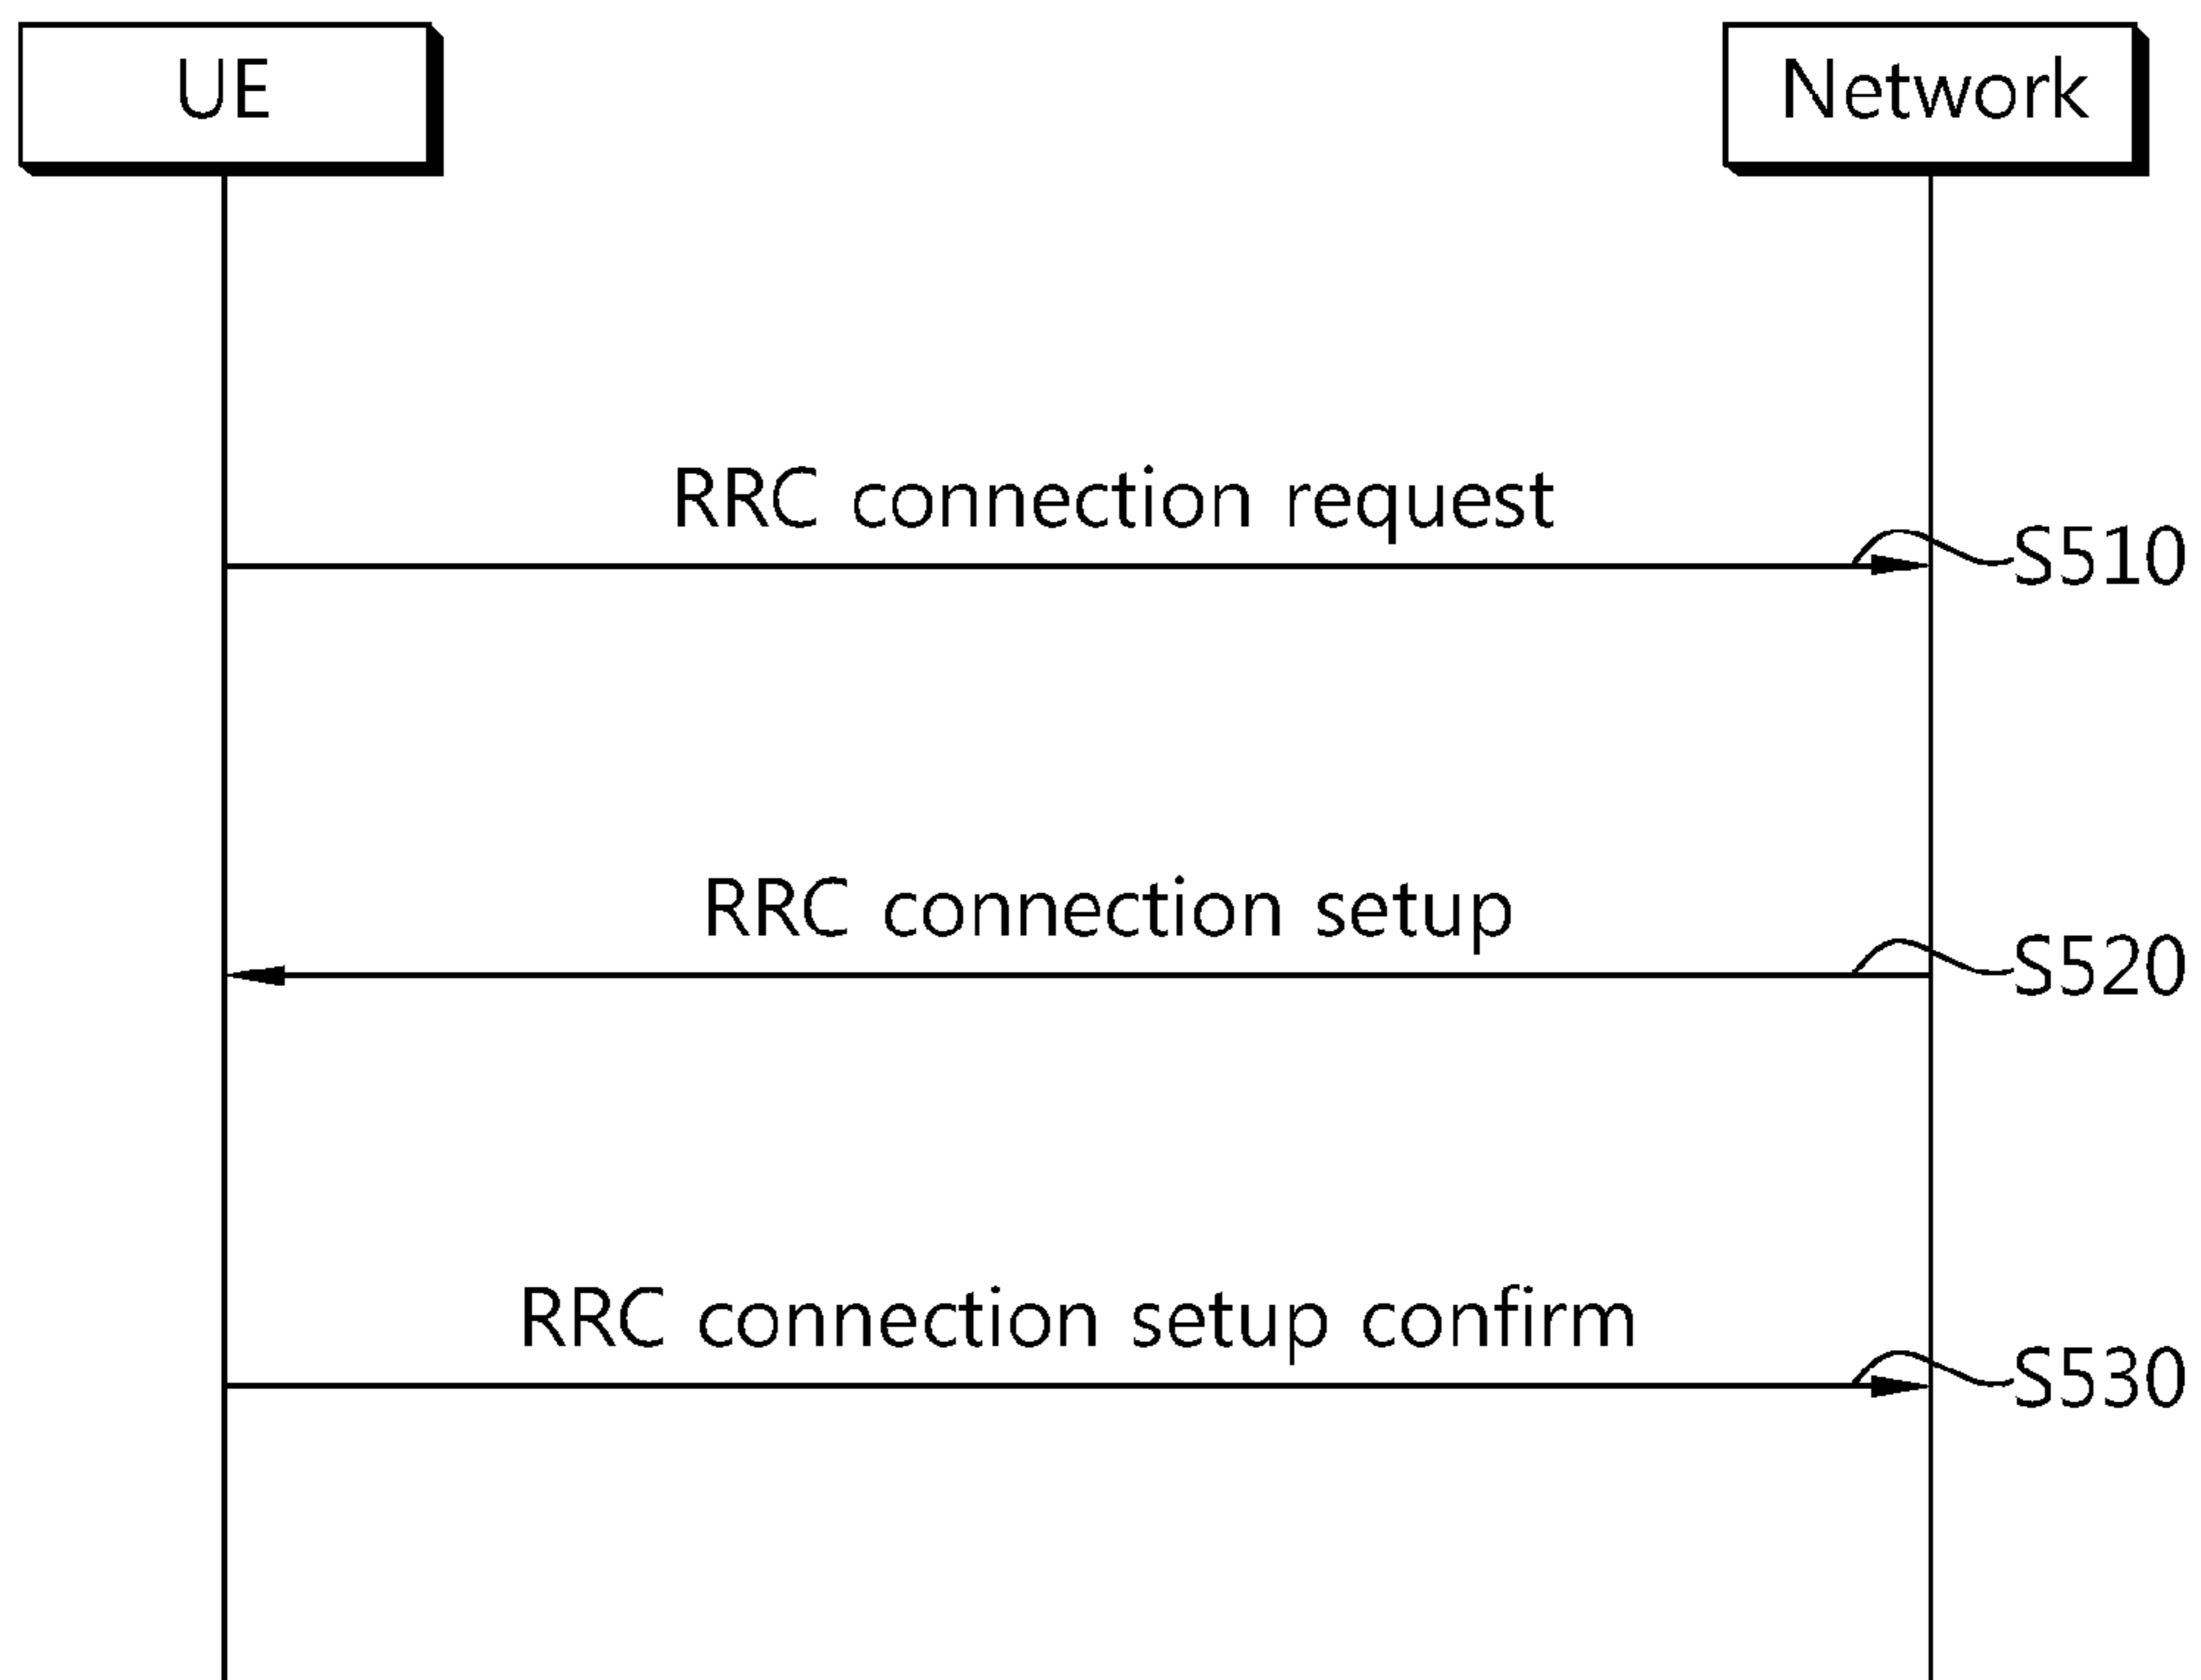 UE
Network
RRC connection request
S510
RRC connection setup
S520
RRC connection setup confirm
S530